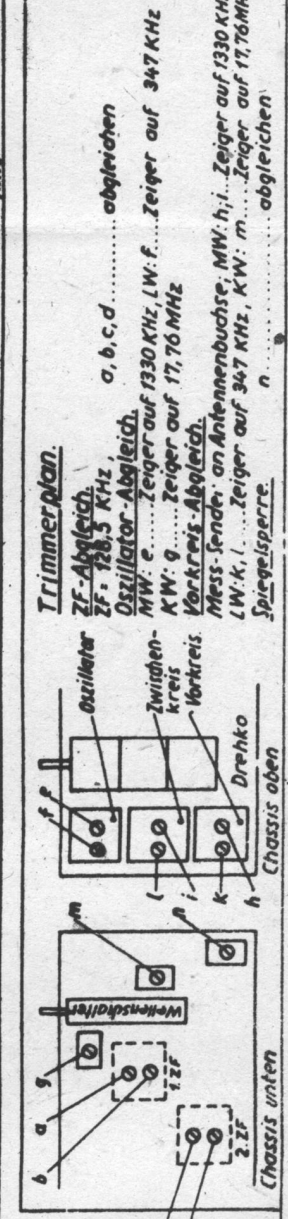 Trimmerplan.
ZF-Abgleich.
ZF = 128,5 KHz, a, b, c, d ........ abgleichen
Oszillator-Abgleich.
MW: e ..... Zeiger auf 1330 KHz, LW: f... Zeiger auf 347 KHz
KW: g ..... Zeiger auf 17,76 MHz
Vorkreis-Abgleich.
Mess-Sender an Antennenbuchse, MW: h, i.. Zeiger auf 1330 KHz
LW: k, l.... Zeiger auf 347 KHz, KW: m ..... Zeiger auf 17,76 MHz
Spiegelsperre. n ............. abgleichen
f e Oszillator
l i Zwischen-
kreis
k h Vorkreis.
Drehko
Chassis oben
b a g m n
Wellenschalter
1. ZF
2. ZF
Chassis unten